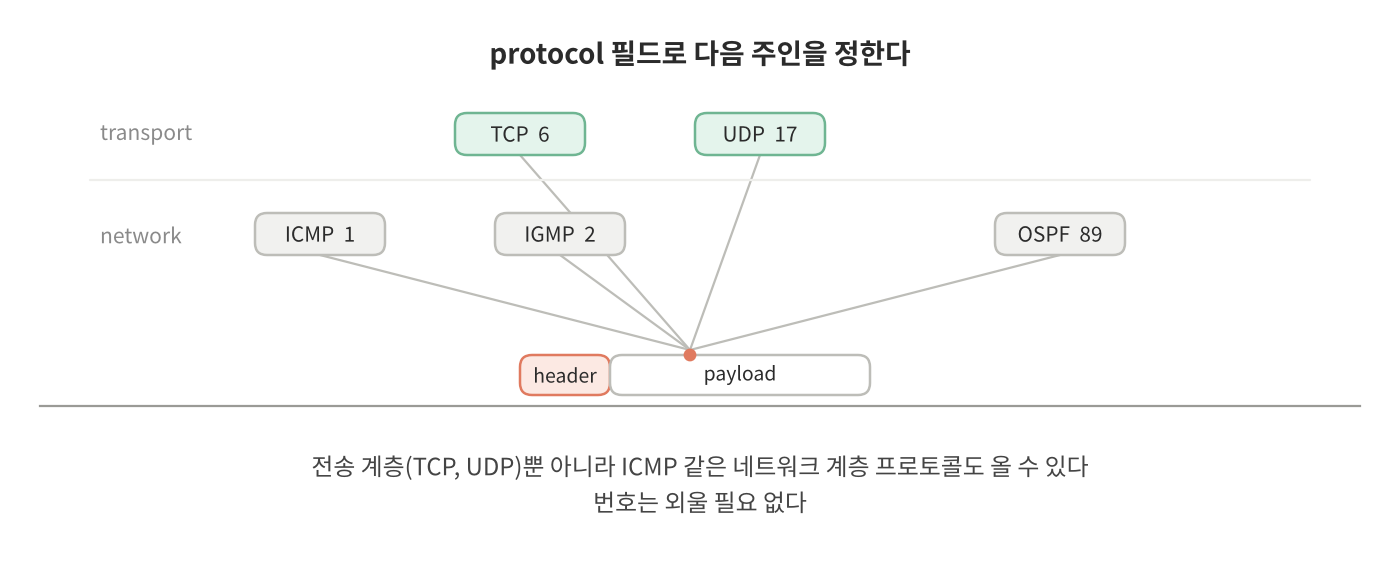 protocol 필드로 다음 주인을 정한다
transport
TCP 6
UDP 17
network
ICMP 1
IGMP 2
OSPF 89
header
payload
전송 계층(TCP, UDP)뿐 아니라 ICMP 같은 네트워크 계층 프로토콜도 올 수 있다
번호는 외울 필요 없다